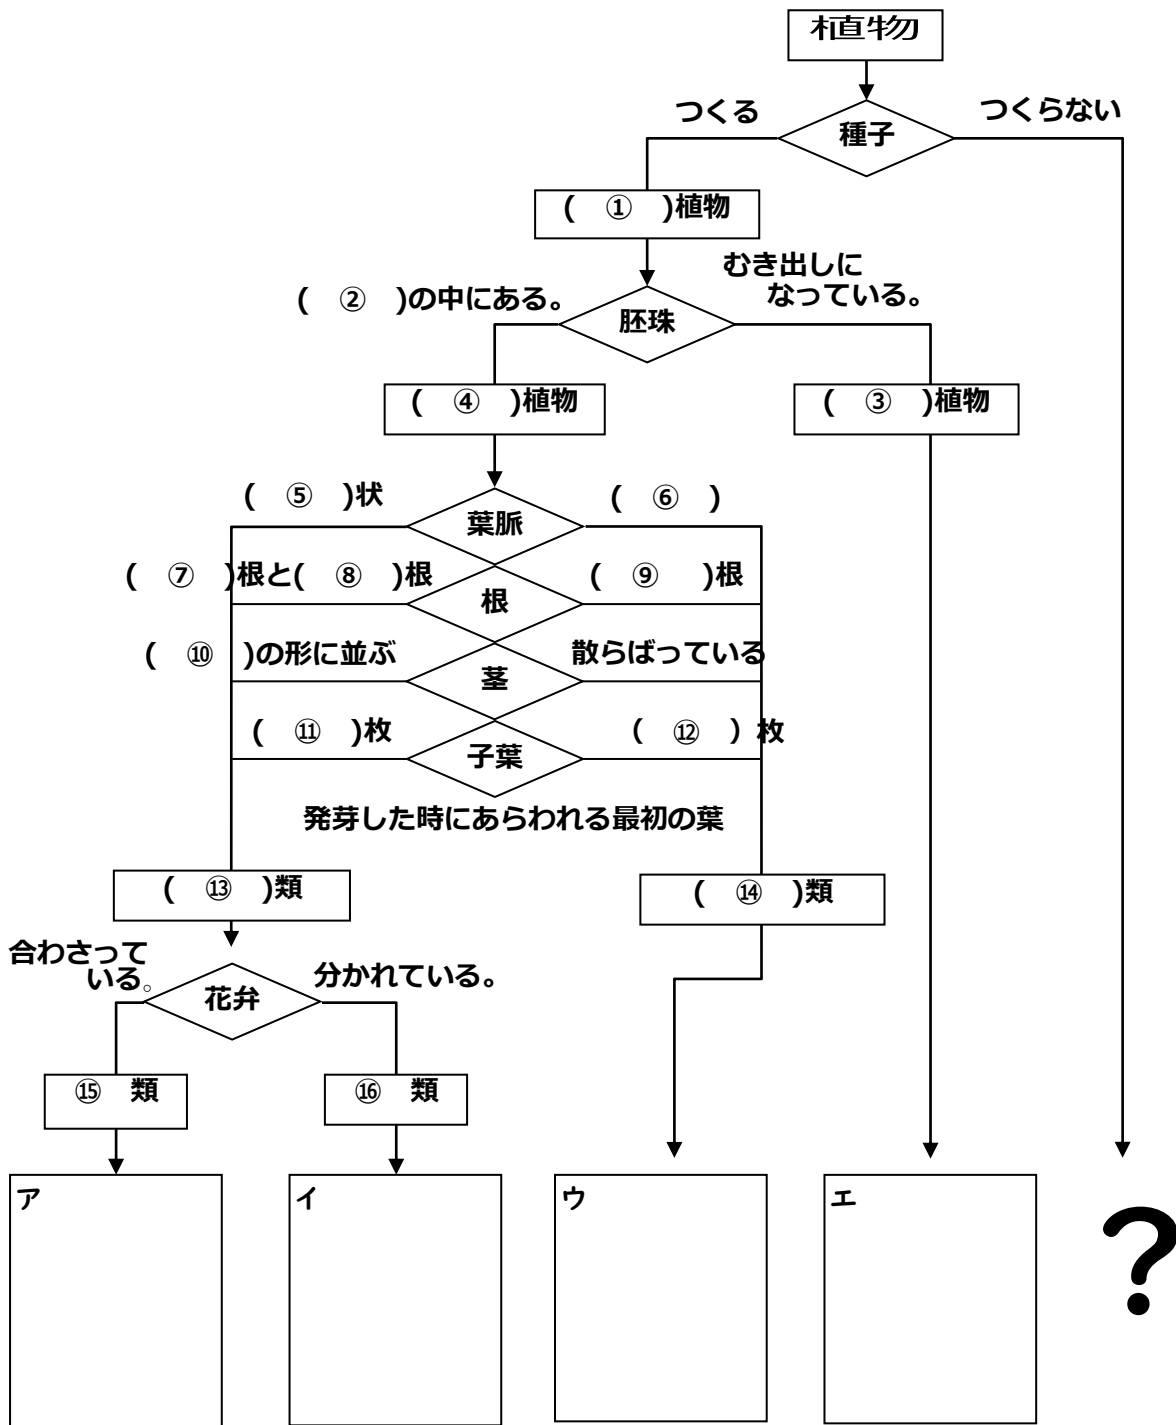 植物
つくる
つくらない
種子
( ① )植物
むき出しに
なっている。
( ② )の中にある。
胚珠
( ④ )植物
( ③ )植物
( ⑤ )状
( ⑥ )
葉脈
( ⑦ )根と( ⑧ )根
( ⑨ )根
根
( ⑩ )の形に並ぶ
散らばっている
茎
( ⑪ )枚
( ⑫ )枚
子葉
発芽した時にあらわれる最初の葉
( ⑬ )類
( ⑭ )類
合わさって
いる。
分かれている。
花弁
⑮ 類
⑯ 類
ア
イ
ウ
エ
?